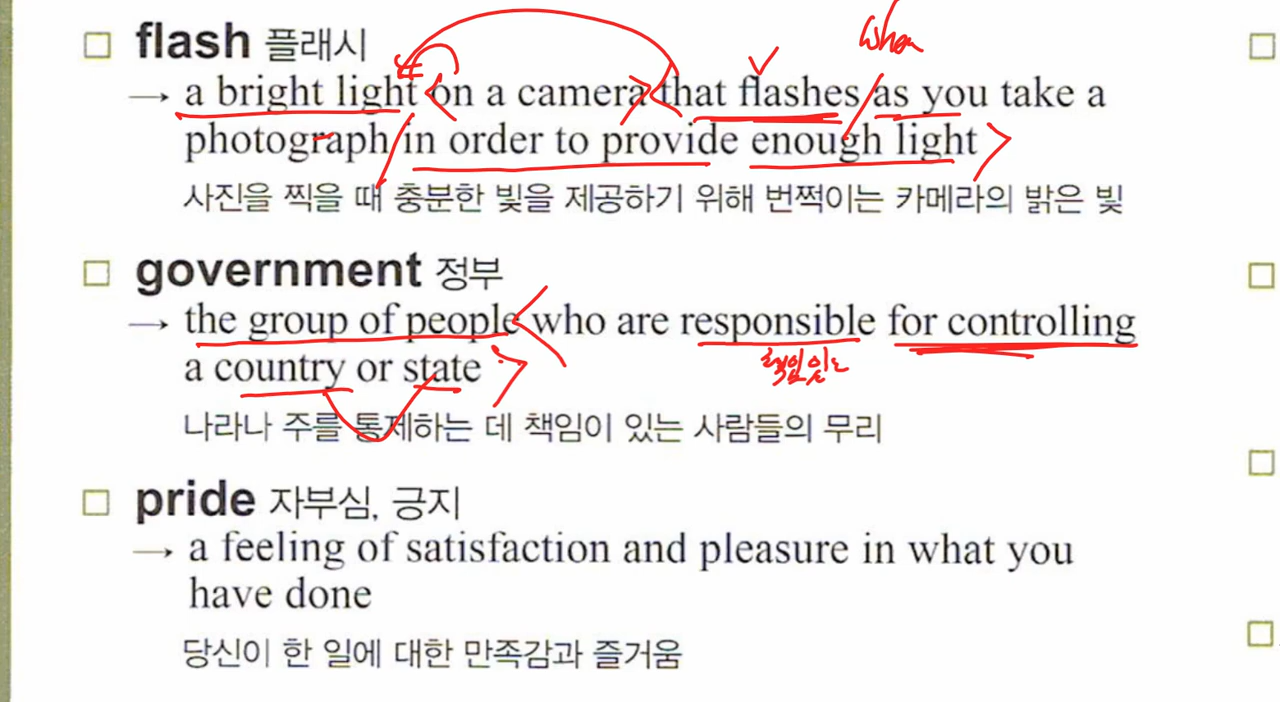 flash 플래시
when
→ a bright light on a camera that flashes as you take a
photograph in order to provide enough light
사진을 찍을 때 충분한 빛을 제공하기 위해 번쩍이는 카메라의 밝은 빛
government 정부
→ the group of people who are responsible for controlling
책임있는
a country or state
나라나 주를 통제하는 데 책임이 있는 사람들의 무리
pride 자부심, 긍지
→ a feeling of satisfaction and pleasure in what you
have done
당신이 한 일에 대한 만족감과 즐거움